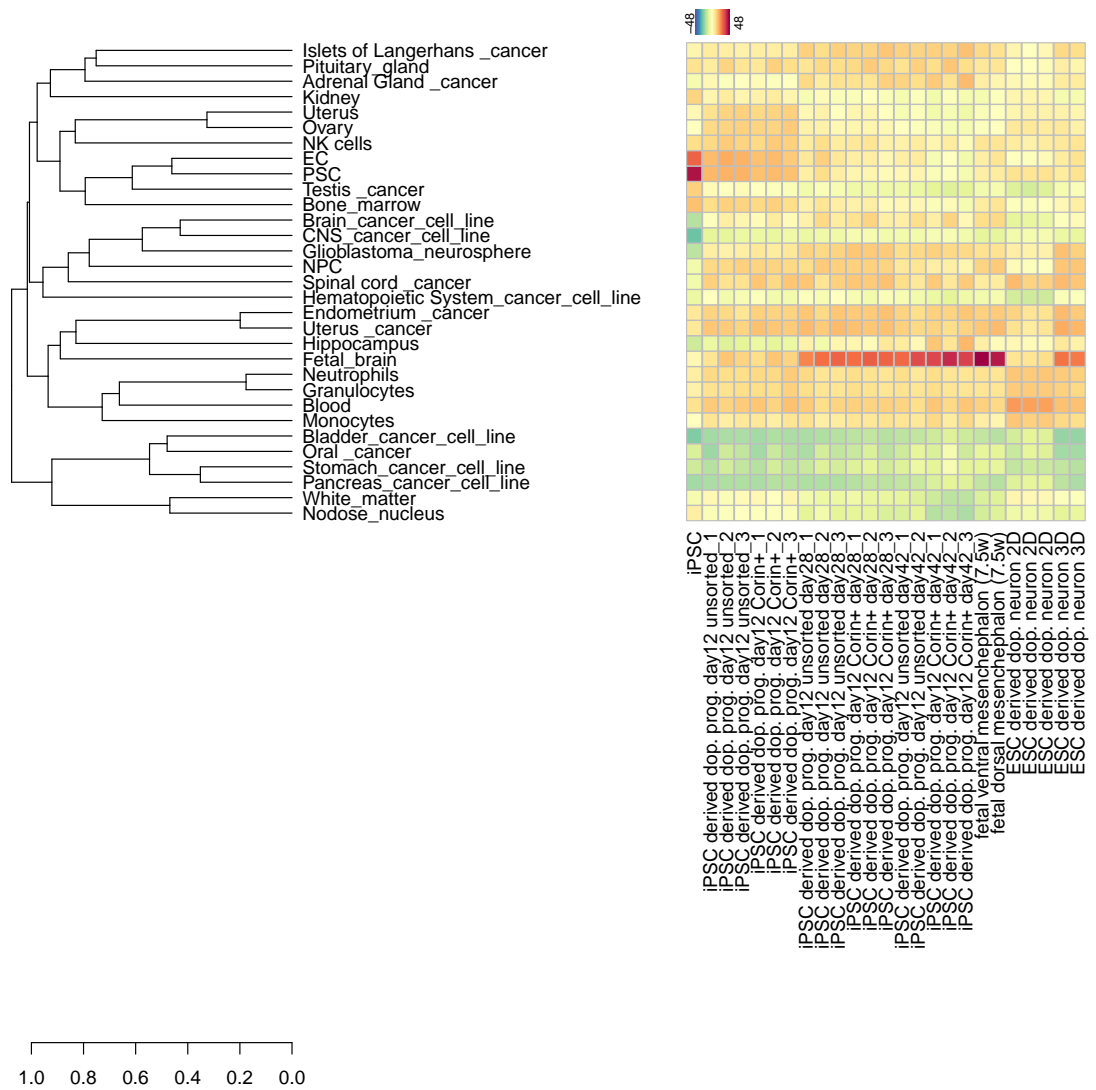 -48
48
Islets of Langerhans _cancer
Pituitary_gland
Adrenal Gland _cancer
Kidney
Uterus
Ovary
NK cells
EC
PSC
Testis _cancer
Bone_marrow
Brain_cancer_cell_line
CNS_cancer_cell_line
Glioblastoma_neurosphere
NPC
Spinal cord _cancer
Hematopoietic System_cancer_cell_line
Endometrium _cancer
Uterus _cancer
Hippocampus
Fetal_brain
Neutrophils
Granulocytes
Blood
Monocytes
Bladder_cancer_cell_line
Oral _cancer
Stomach_cancer_cell_line
Pancreas_cancer_cell_line
White_matter
Nodose_nucleus
iPSC
iPSC derived dop. prog. day12 unsorted_1
iPSC derived dop. prog. day12 unsorted_2
iPSC derived dop. prog. day12 unsorted_3
iPSC derived dop. prog. day12 Corin+_1
iPSC derived dop. prog. day12 Corin+_2
iPSC derived dop. prog. day12 Corin+_3
iPSC derived dop. prog. day12 unsorted day28_1
iPSC derived dop. prog. day12 unsorted day28_2
iPSC derived dop. prog. day12 unsorted day28_3
iPSC derived dop. prog. day12 Corin+ day28_1
iPSC derived dop. prog. day12 Corin+ day28_2
iPSC derived dop. prog. day12 Corin+ day28_3
iPSC derived dop. prog. day12 unsorted day42_1
iPSC derived dop. prog. day12 unsorted day42_2
iPSC derived dop. prog. day12 Corin+ day42_1
iPSC derived dop. prog. day12 Corin+ day42_2
iPSC derived dop. prog. day12 Corin+ day42_3
fetal ventral mesenchephalon (7.5w)
fetal dorsal mesenchephalon (7.5w)
ESC derived dop. neuron 2D
ESC derived dop. neuron 2D
ESC derived dop. neuron 2D
ESC derived dop. neuron 3D
ESC derived dop. neuron 3D
1.0 0.8 0.6 0.4 0.2 0.0